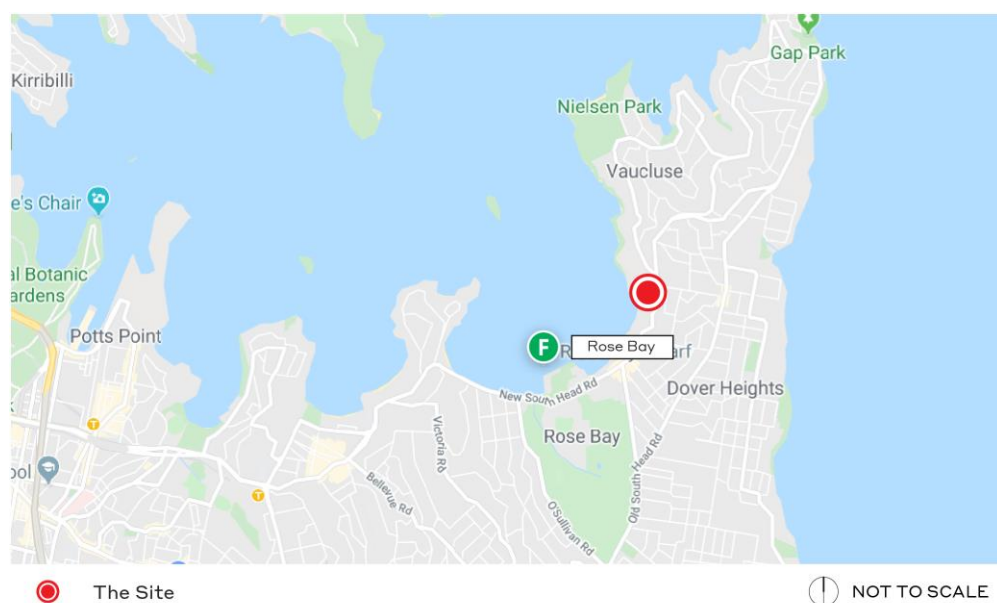 Gap Park
Kirribilli
Nielsen Park
Vaucluse
e's Chair
al Botanic
ardens
Potts Point
F
Rose Bay
R
arf
Dover Heights
New South Head Rd
Rose Bay
Victoria Rd
Bellevue Rd
Old South Head Rd
O'Sullivan Rd
ool
T
T
The Site
NOT TO SCALE